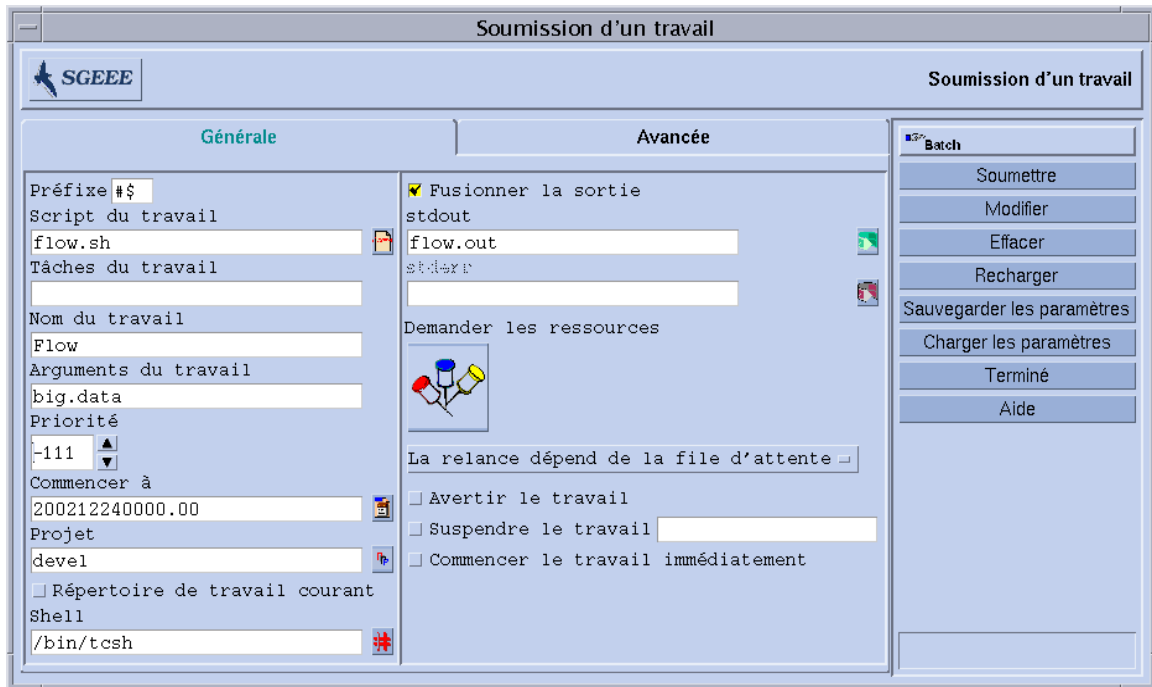 Soumission d'un travail
SGEEE
Soumission d'un travail
Générale
Avancée
Préfixe #$
Script du travail
flow.sh
Tâches du travail
Nom du travail
Flow
Arguments du travail
big.data
Priorité
-111
Commencer à
200212240000.00
Projet
devel
Répertoire de travail courant
Shell
/bin/tcsh
Fusionner la sortie
stdout
flow.out
stderr
Demander les ressources
La relance dépend de la file d'attente
Avertir le travail
Suspendre le travail
Commencer le travail immédiatement
Batch
Soumettre
Modifier
Effacer
Recharger
Sauvegarder les paramètres
Charger les paramètres
Terminé
Aide